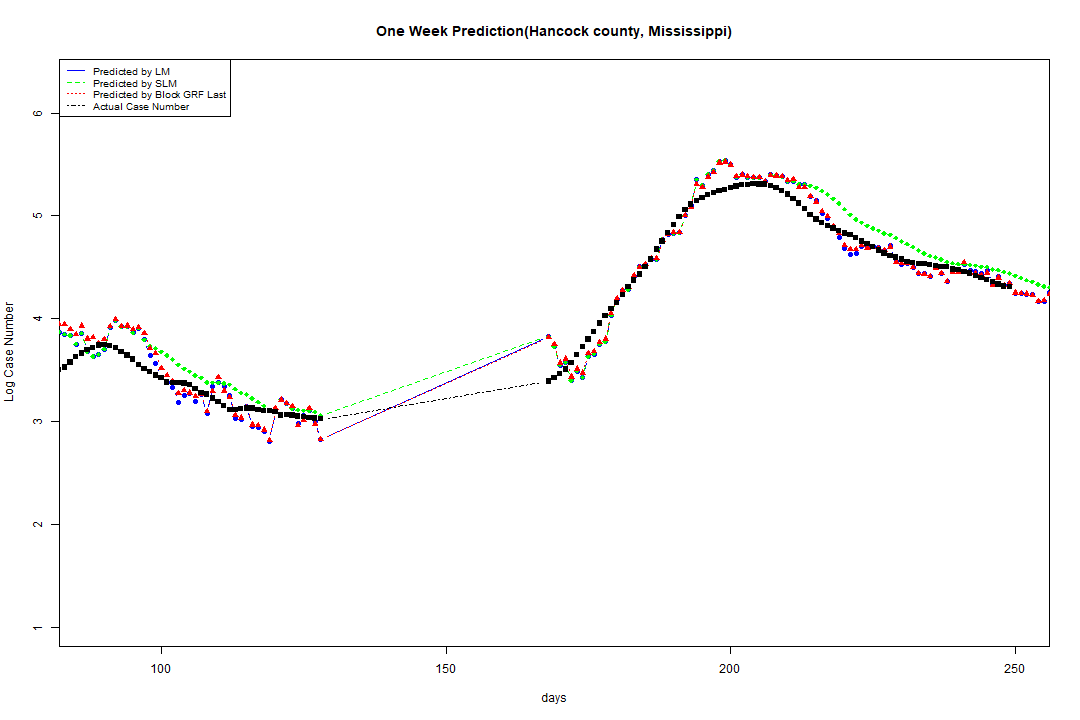 One Week Prediction(Hancock county, Mississippi)
Predicted by LM
Predicted by SLM
Predicted by Block GRF Last
Actual Case Number
6
5
4
3
2
1
Log Case Number
100 150 200 250
days